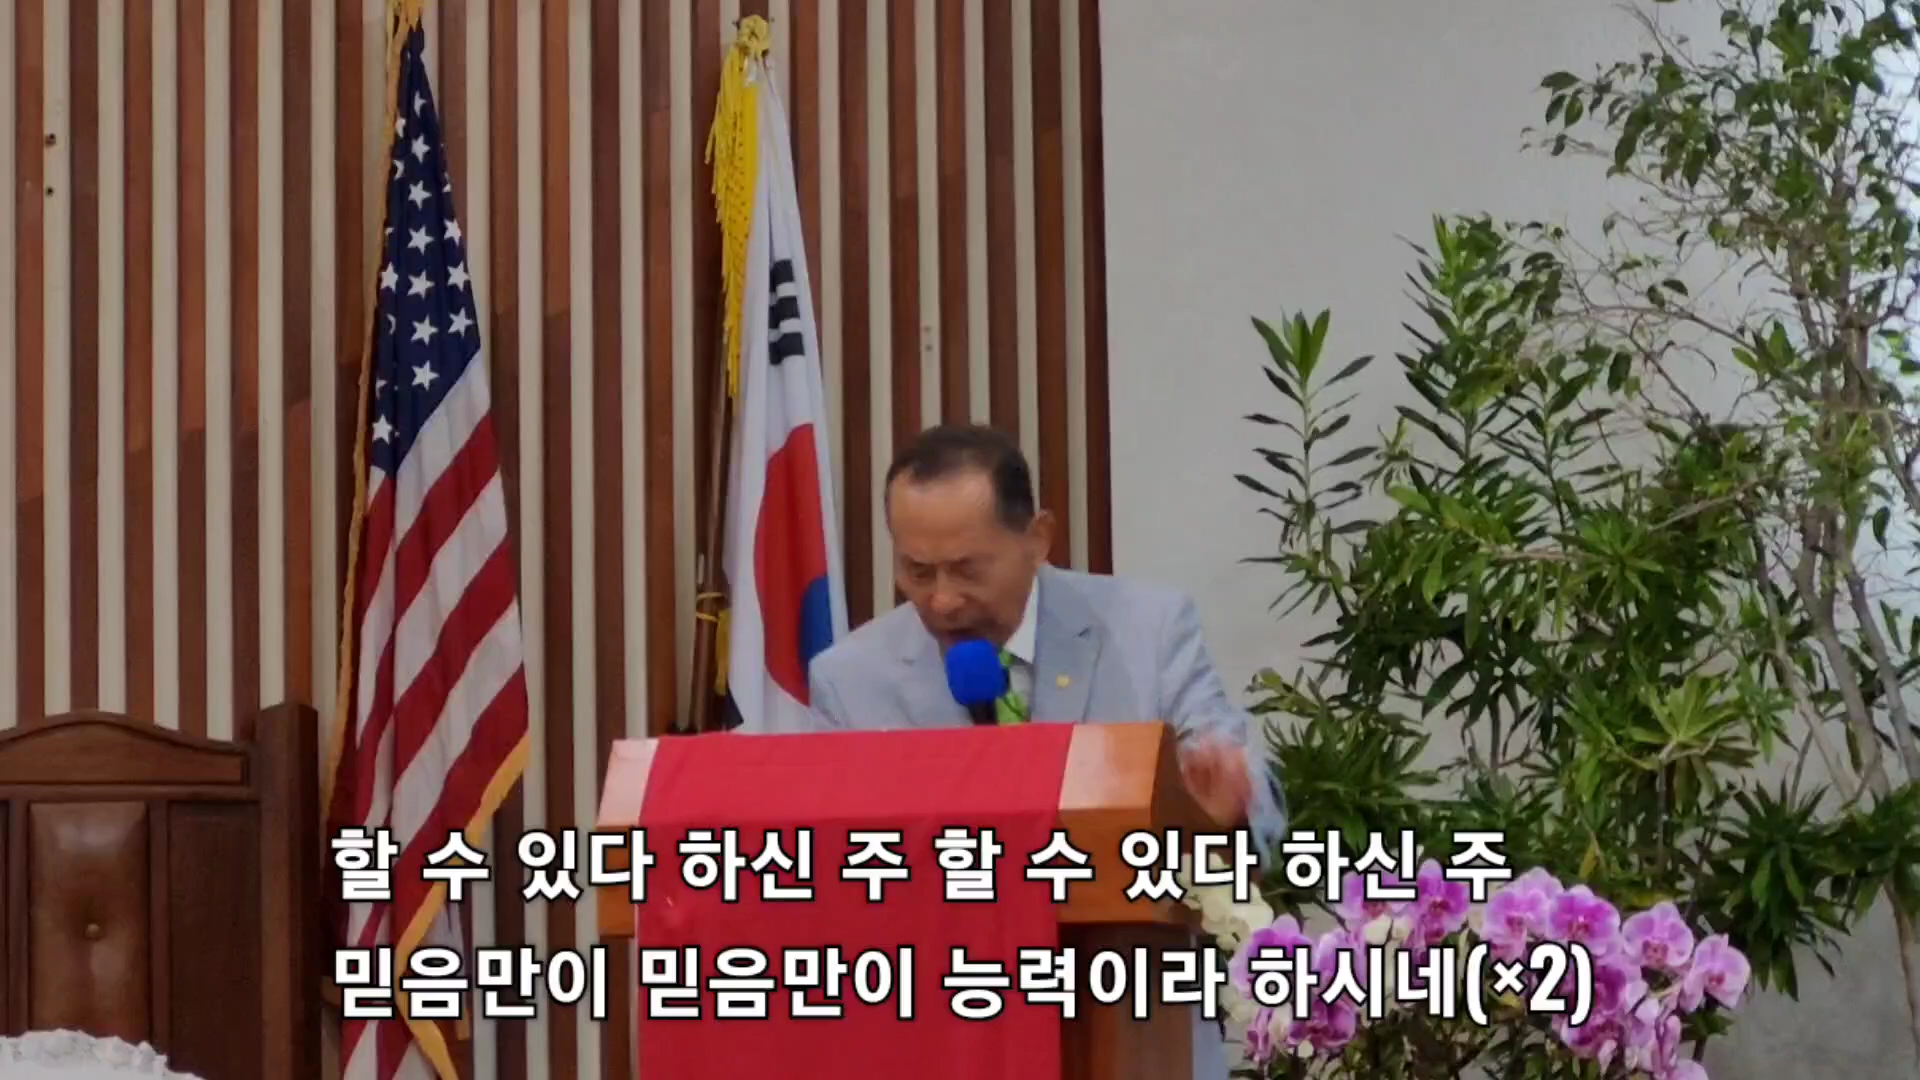 할 수 있다 하신 주 할 수 있다 하신 주
믿음만이 믿음만이 능력이라 하시네(×2)